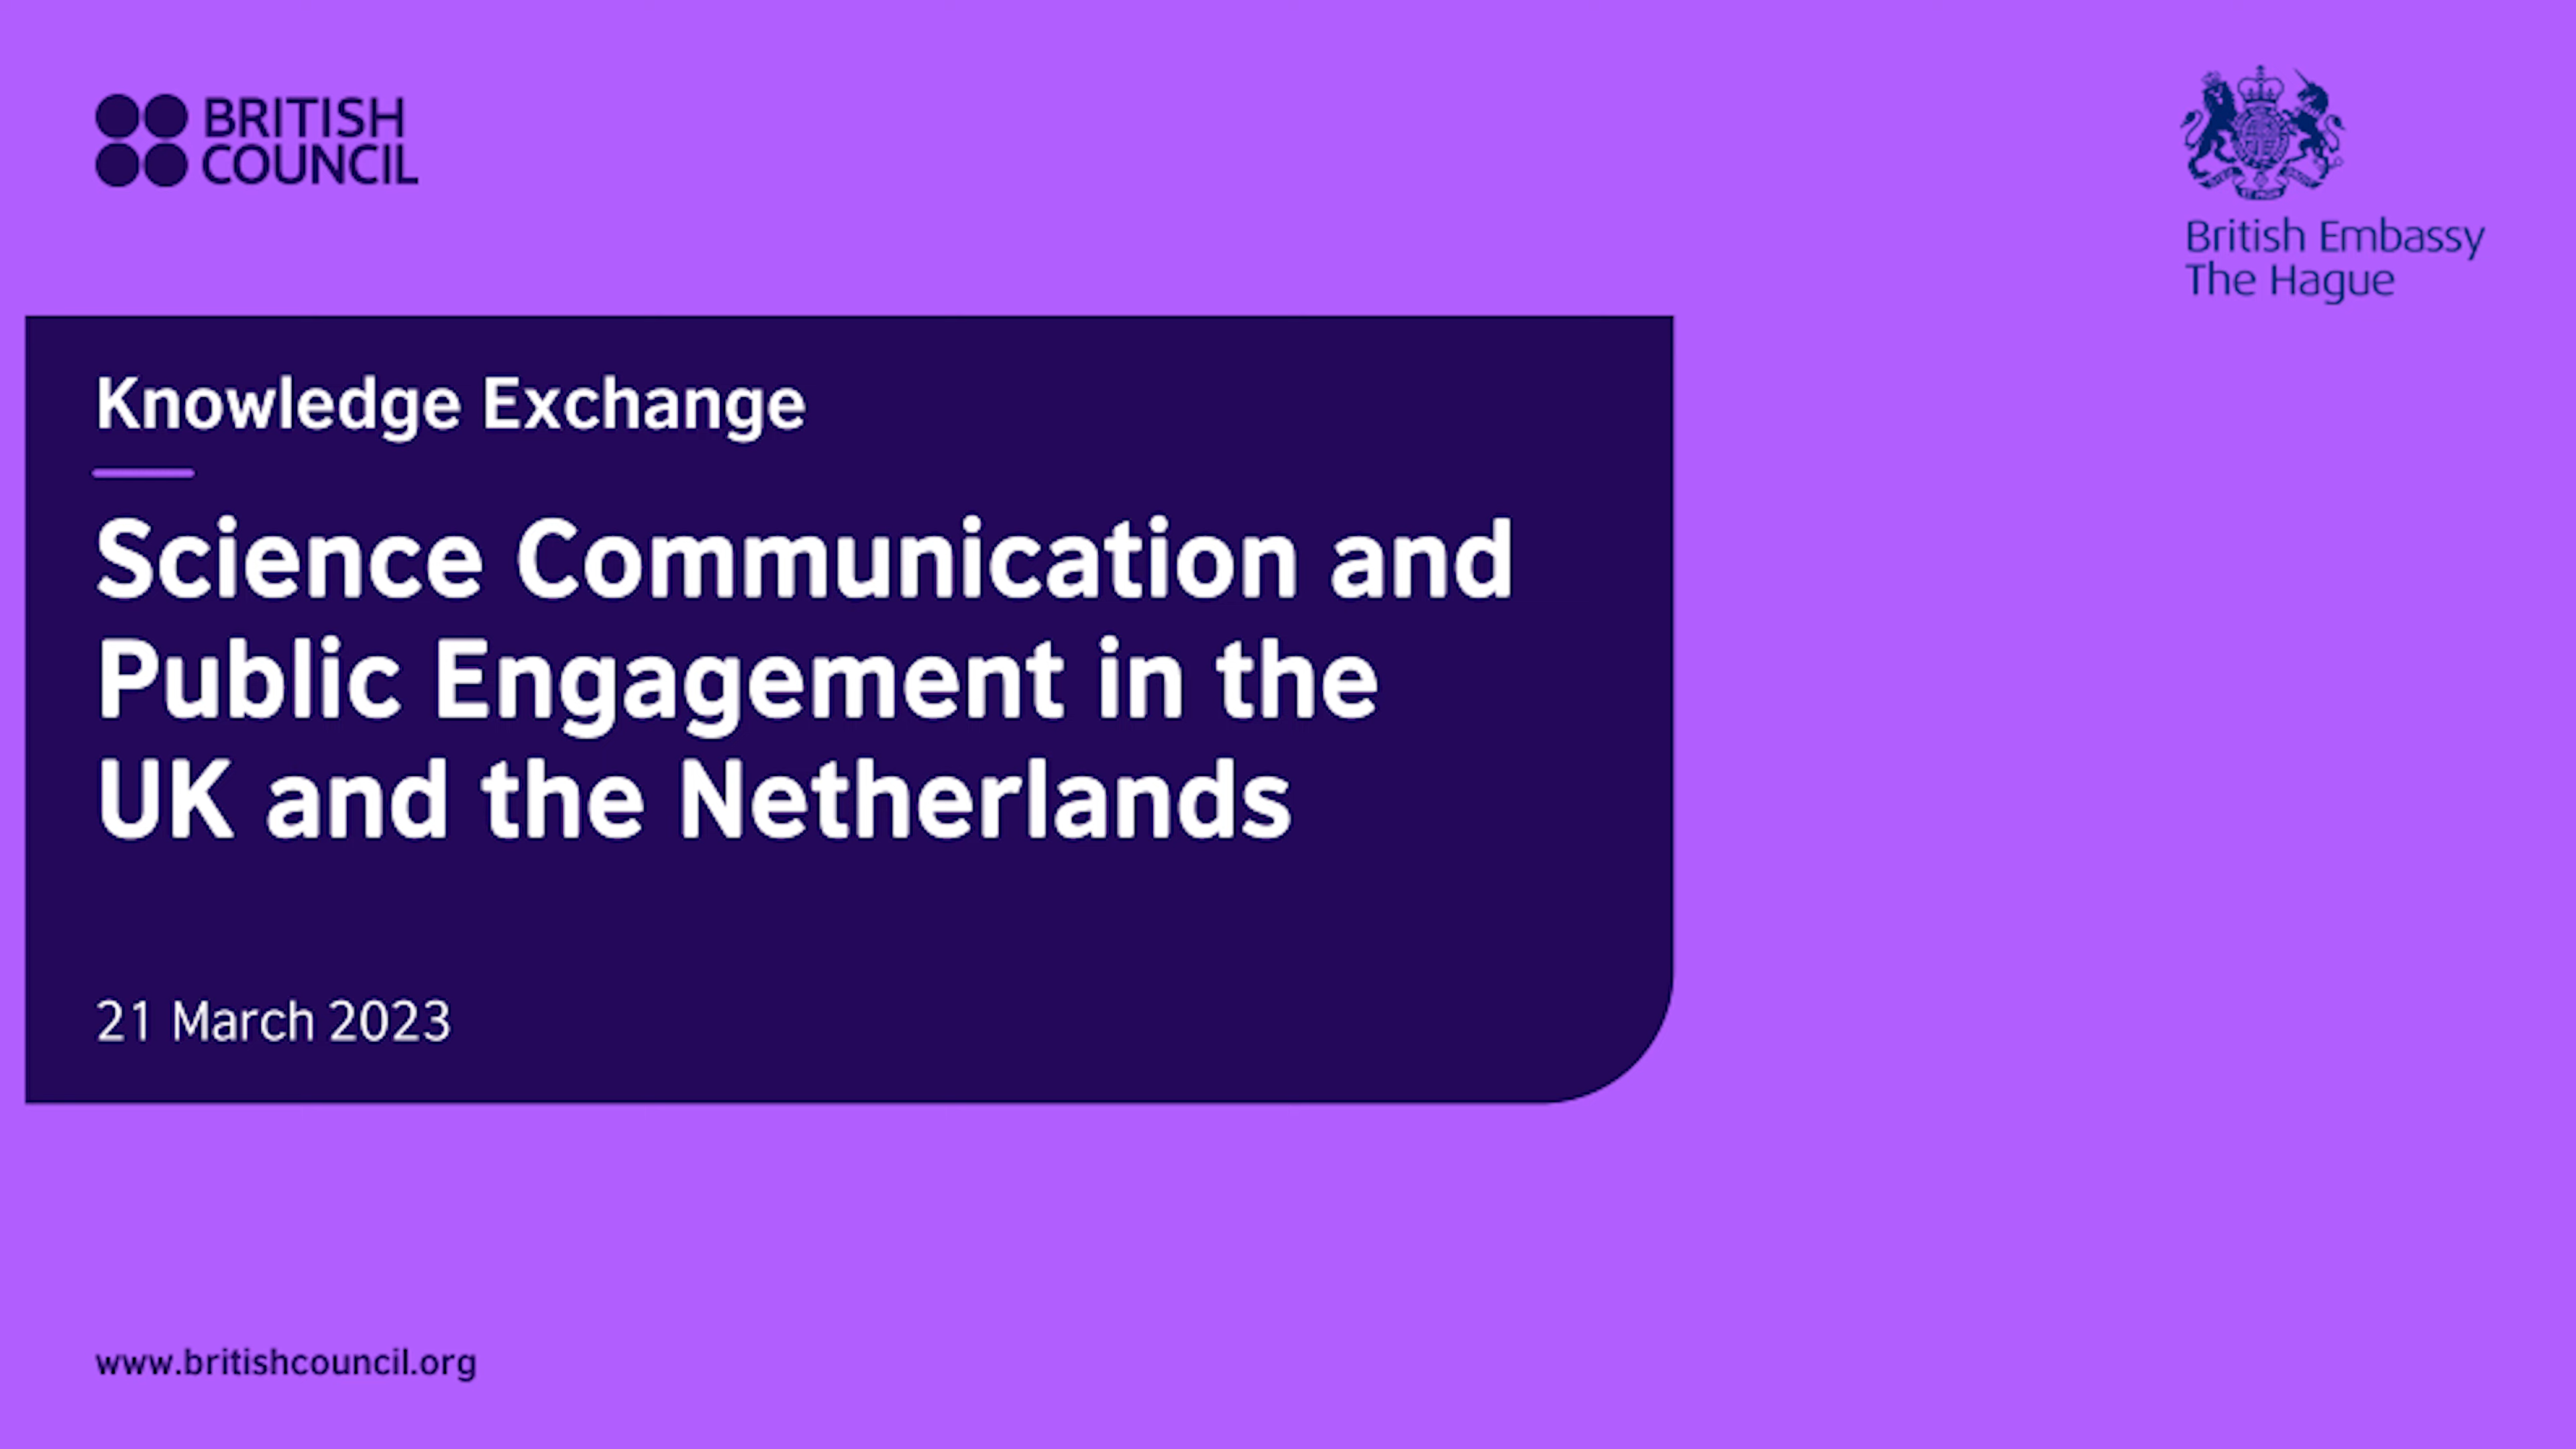 BRITISH
COUNCIL
British Embassy
The Hague
Knowledge Exchange
Science Communication and
Public Engagement in the
UK and the Netherlands
21 March 2023
www.britishcouncil.org